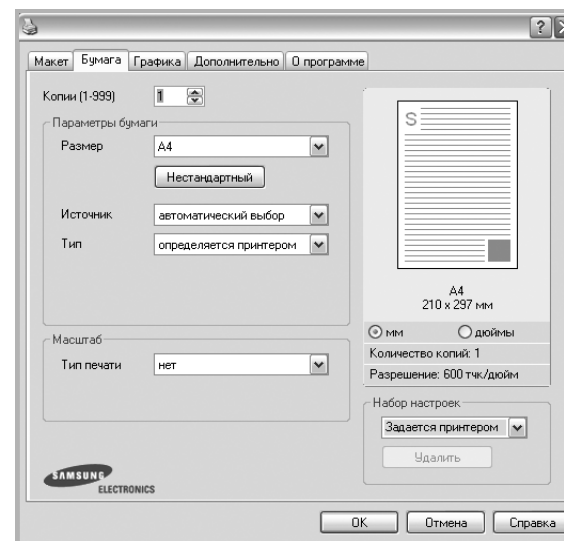 ?
Макет Бумага Графика Дополнительно О программе
Копии (1-999) 1
Параметры бумаги
Размер A4
Нестандартный
Источник автоматический выбор
Тип определяется принтером
S
A4
210 x 297 мм
мм дюймы
Количество копий: 1
Разрешение: 600 тчк/дюйм
Масштаб
Тип печати нет
Набор настроек
Задается принтером
Удалить
SAMSUNG
ELECTRONICS
OK Отмена Справка